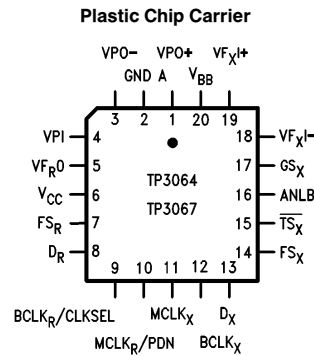 Plastic Chip Carrier
VPO- VPO+ VFXI+
GND A VBB
3 2 1 20 19
VPI 4 18 VFXI-
VFRO 5 17 GSX
TP3064
VCC 6 16 ANLB
TP3067
FSR 7 15 T̅S̅X̅
DR 8 14 FSX
9 10 11 12 13
BCLKR/CLKSEL MCLKX DX
MCLKR/PDN BCLKX